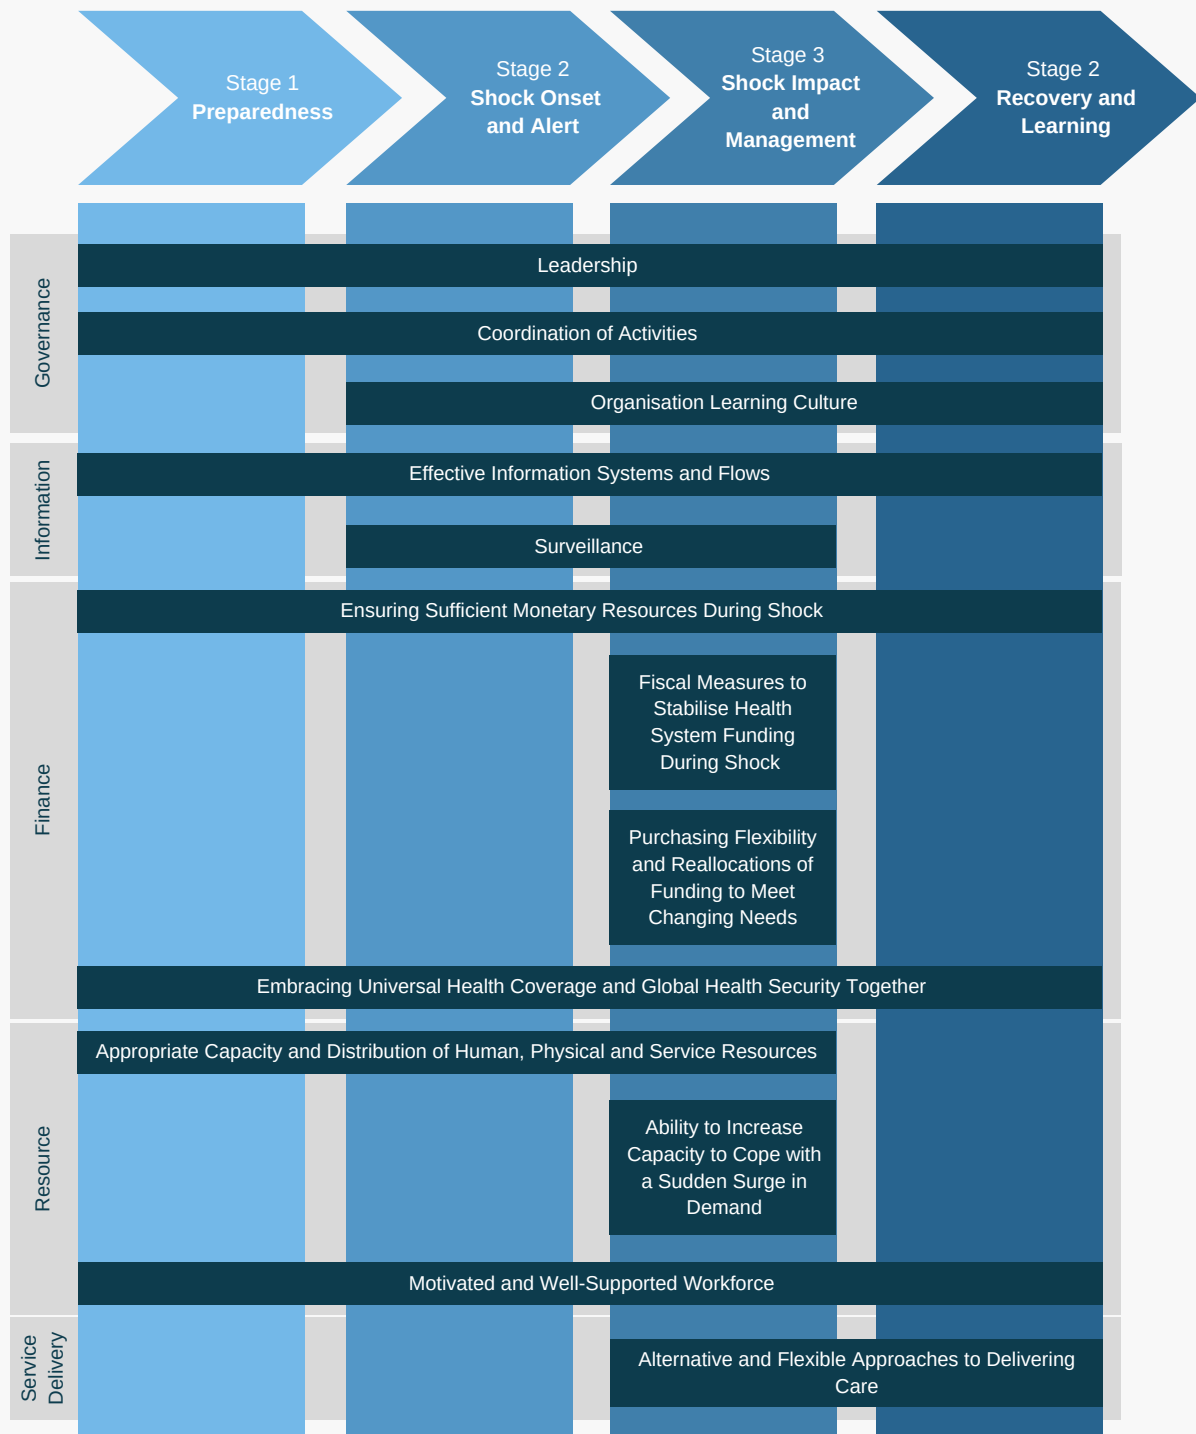 Stage 1
Preparedness
Stage 2
Shock Onset
and Alert
Stage 3
Shock Impact
and
Management
Stage 2
Recovery and
Learning
Governance
Leadership
Coordination of Activities
Organisation Learning Culture
Information
Effective Information Systems and Flows
Surveillance
Finance
Ensuring Sufficient Monetary Resources During Shock
Fiscal Measures to
Stabilise Health
System Funding
During Shock
Purchasing Flexibility
and Reallocations of
Funding to Meet
Changing Needs
Embracing Universal Health Coverage and Global Health Security Together
Resource
Appropriate Capacity and Distribution of Human, Physical and Service Resources
Ability to Increase
Capacity to Cope with
a Sudden Surge in
Demand
Motivated and Well-Supported Workforce
Service
Delivery
Alternative and Flexible Approaches to Delivering
Care